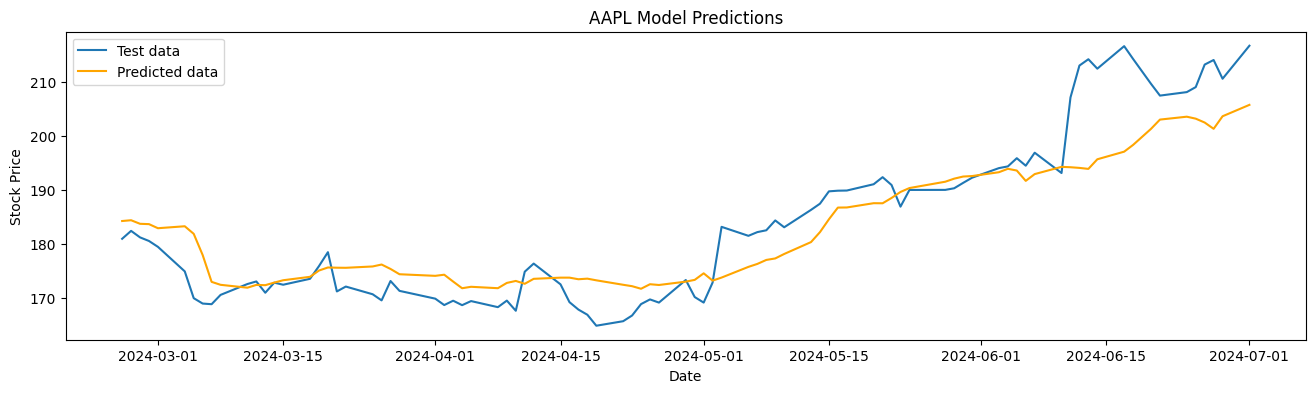 AAPL Model Predictions
Test data
Predicted data
Stock Price
210
200
190
180
170
2024-03-01 2024-03-15 2024-04-01 2024-04-15 2024-05-01 2024-05-15 2024-06-01 2024-06-15 2024-07-01
Date